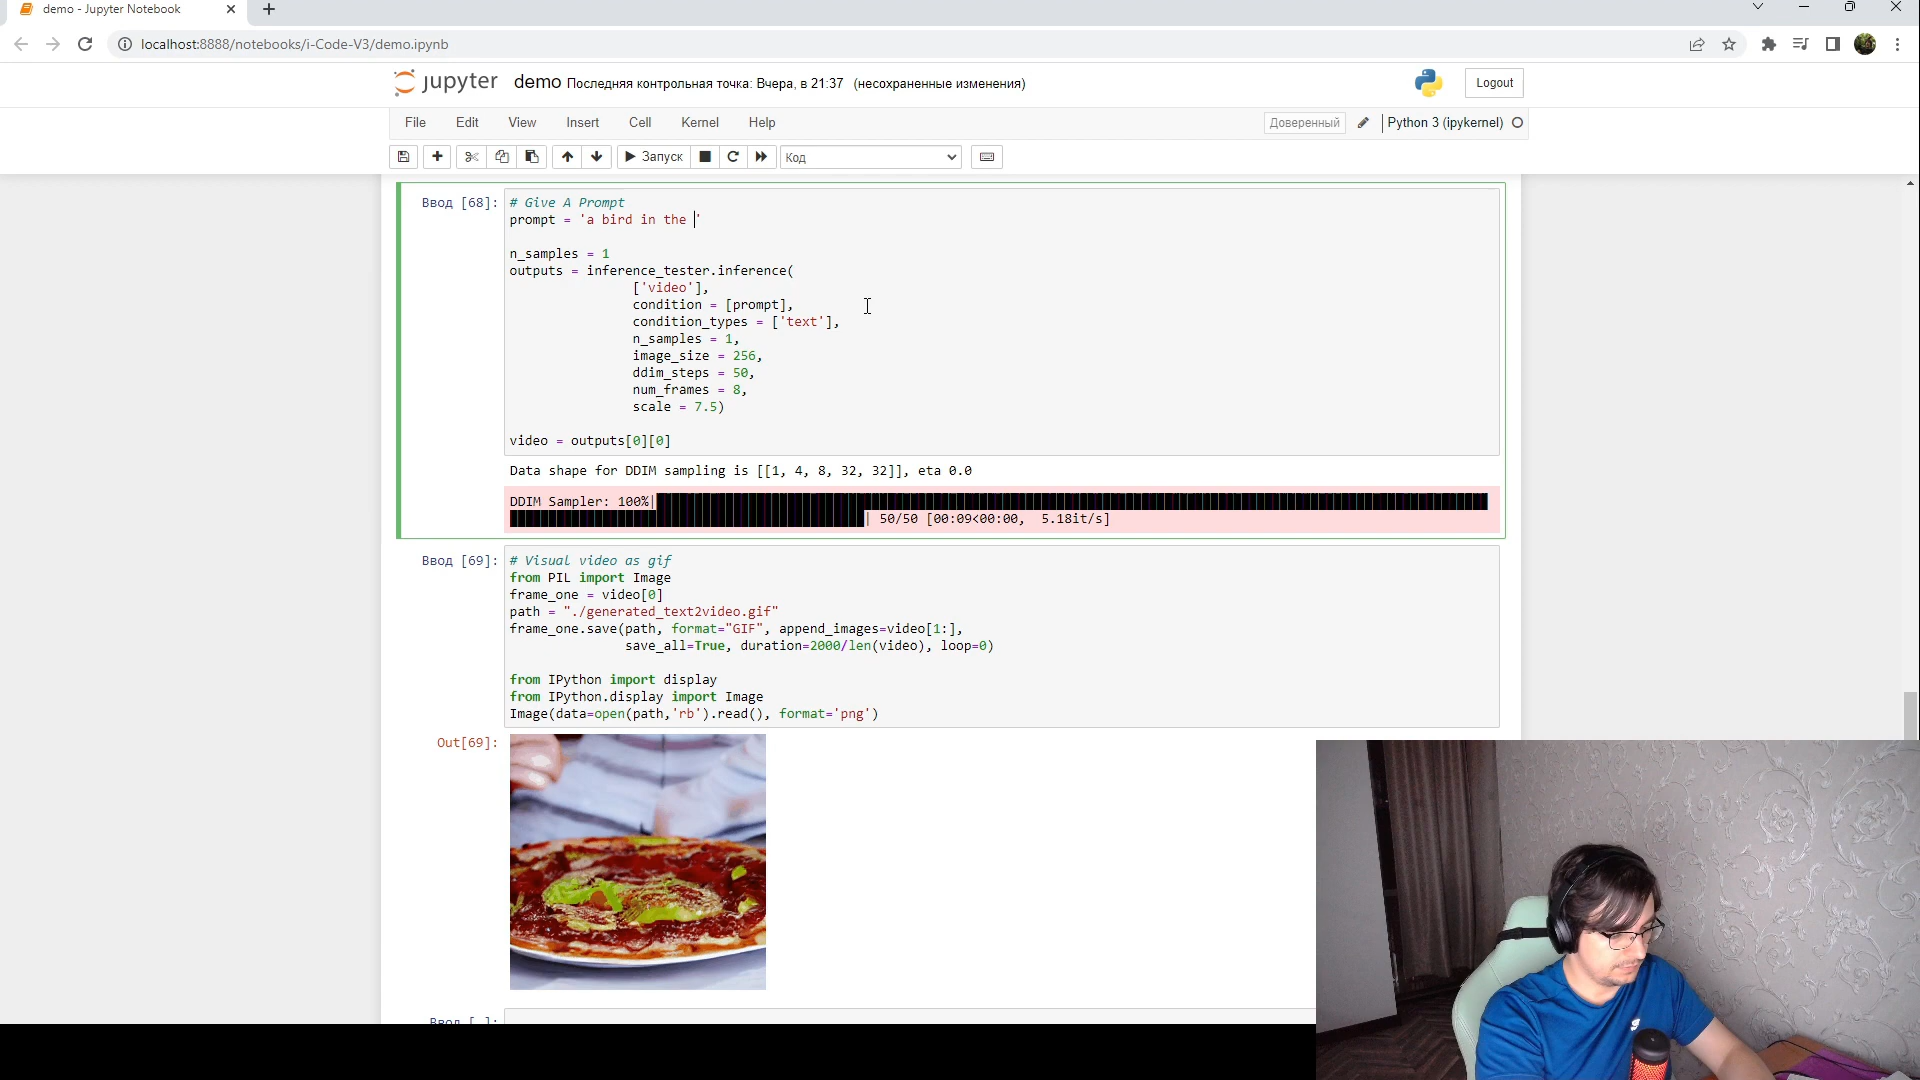 demo - Jupyter Notebook
localhost:8888/notebooks/i-Code-V3/demo.ipynb
jupyter demo Последняя контрольная точка: Вчера, в 21:37 (несохраненные изменения)
Logout
File Edit View Insert Cell Kernel Help
Доверенный
Python 3 (ipykernel)
Запуск
Код
Ввод [68]:
# Give A Prompt
prompt = 'a bird in the '
n_samples = 1
outputs = inference_tester.inference(
['video'],
condition = [prompt],
condition_types = ['text'],
n_samples = 1,
image_size = 256,
ddim_steps = 50,
num_frames = 8,
scale = 7.5)
video = outputs[0][0]
Data shape for DDIM sampling is [[1, 4, 8, 32, 32]], eta 0.0
DDIM Sampler: 100%|
| 50/50 [00:09<00:00, 5.18it/s]
Ввод [69]:
# Visual video as gif
from PIL import Image
frame_one = video[0]
path = "./generated_text2video.gif"
frame_one.save(path, format="GIF", append_images=video[1:],
save_all=True, duration=2000/len(video), loop=0)
from IPython import display
from IPython.display import Image
Image(data=open(path,'rb').read(), format='png')
Out[69]:
Ввод [ ]: